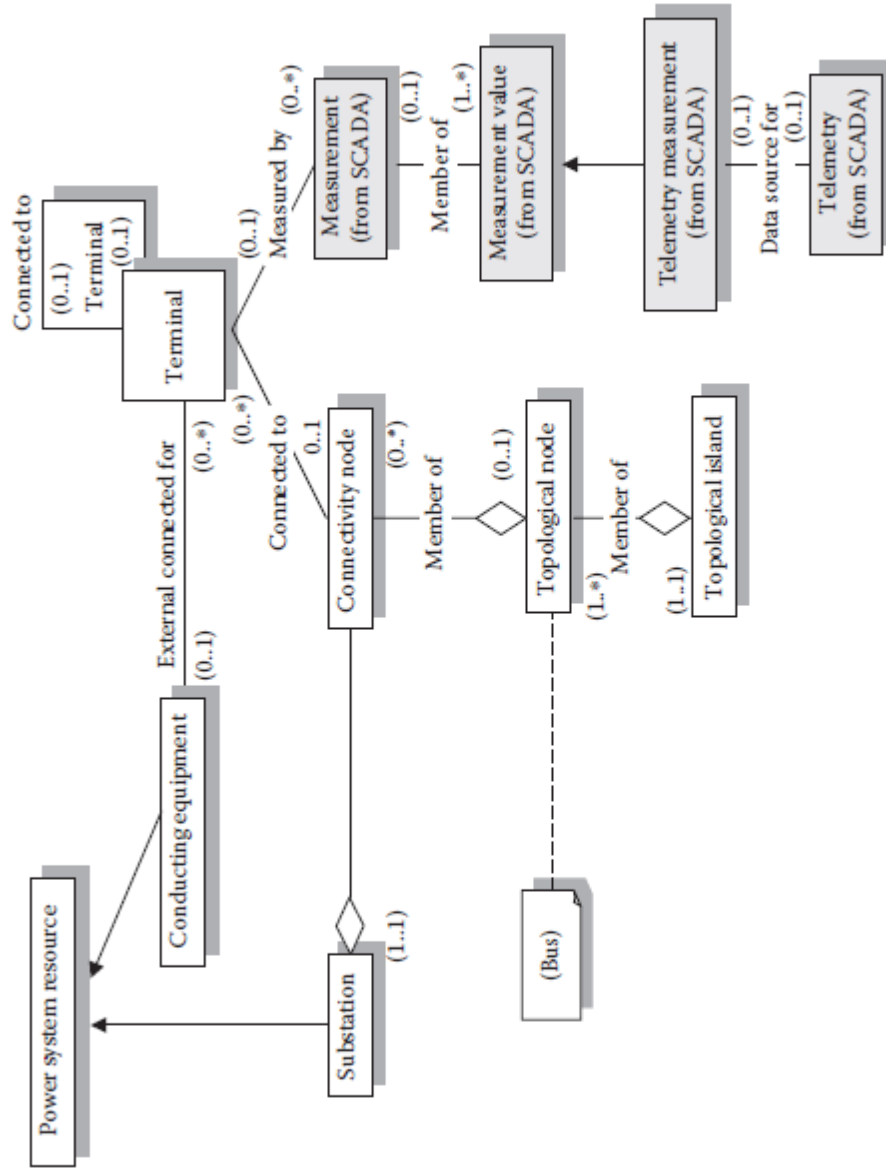 Connected to
Power system resource
(0..1)
Terminal
(0..1)
External connected for
Terminal
Conducting equipment
(0..1)
(0..*)
(0..*)
(0..1)
Connected to
Measured by
(0..*)
0..1
Substation
Connectivity node
Measurement
(from SCADA)
(1..1)
(0..*)
(0..1)
Member of
Member of
(1..*)
(0..1)
Measurement value
(from SCADA)
(Bus)
Topological node
(1..*)
Member of
(1..1)
Topological island
Telemetry measurement
(from SCADA)
(0..1)
Data source for
(0..1)
Telemetry
(from SCADA)